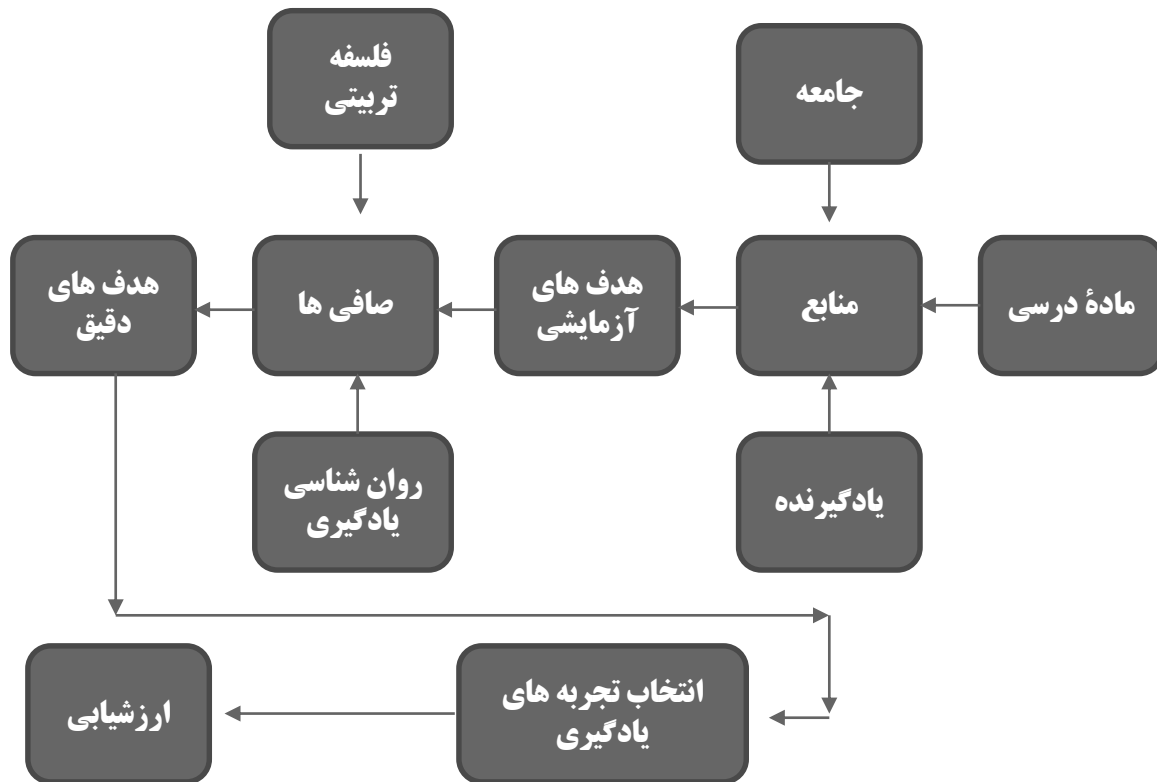 فلسفه
تربیتی
جامعه
مادۀ درسی
منابع
هدف های
آزمایشی
صافی ها
هدف های
دقیق
یادگیرنده
روان شناسی
یادگیری
انتخاب تجربه های
یادگیری
ارزشیابی